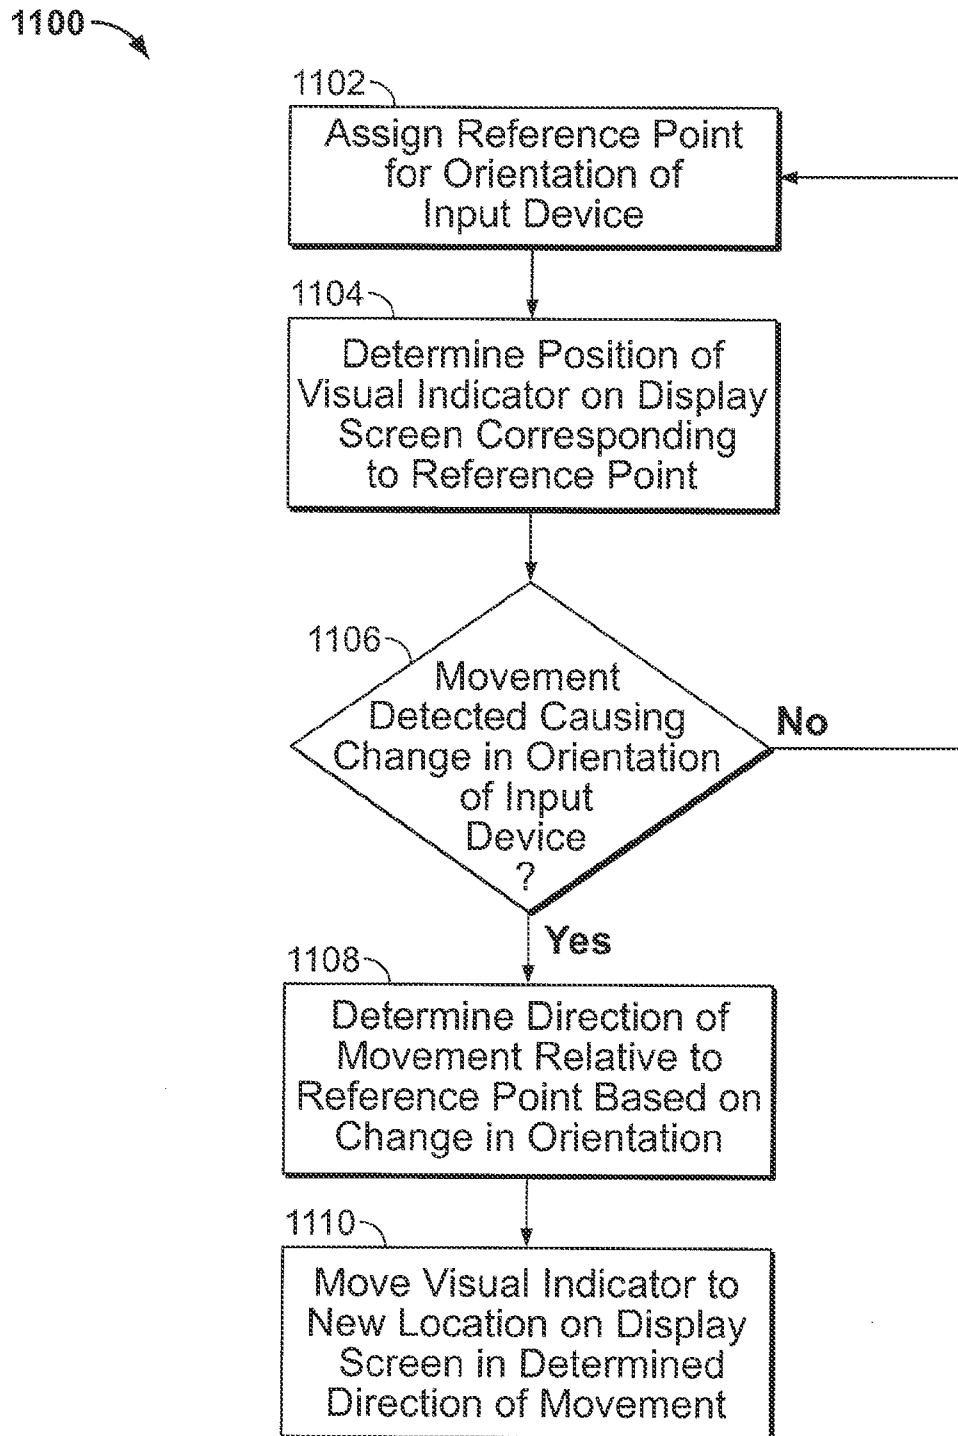 1100
1102
Assign Reference Point
for Orientation of
Input Device
1104
Determine Position of
Visual Indicator on Display
Screen Corresponding
to Reference Point
1106
Movement
Detected Causing
Change in Orientation
of Input
Device
?
No
Yes
1108
Determine Direction of
Movement Relative to
Reference Point Based on
Change in Orientation
1110
Move Visual Indicator to
New Location on Display
Screen in Determined
Direction of Movement